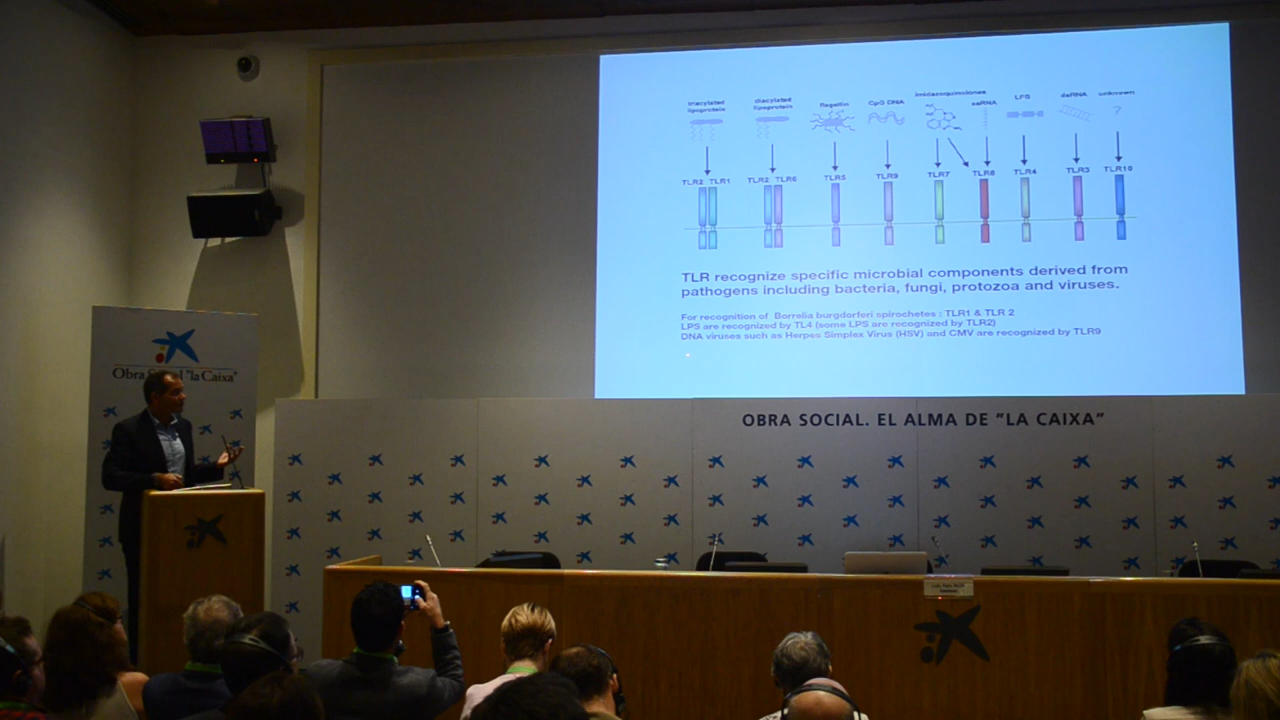 triacylated
lipoprotein
diacylated
lipoprotein
flagellin
CpG DNA
imidazoquinolines
ssRNA
LPS
dsRNA
unknown
?
TLR2 TLR1
TLR2 TLR6
TLR5
TLR9
TLR7
TLR8
TLR4
TLR3
TLR10
TLR recognize specific microbial components derived from
pathogens including bacteria, fungi, protozoa and viruses.
For recognition of Borrelia burgdorferi spirochetes : TLR1 & TLR 2
LPS are recognized by TL4 (some LPS are recognized by TLR2)
DNA viruses such as Herpes Simplex Virus (HSV) and CMV are recognized by TLR9
Obra Social "la Caixa"
OBRA SOCIAL. EL ALMA DE "LA CAIXA"